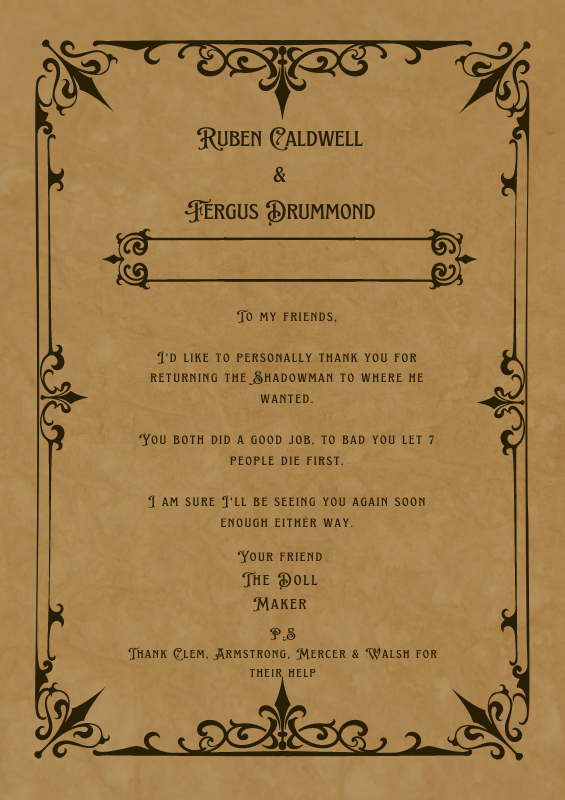 Ruben Caldwell
&
Fergus Drummond
To my friends,
I'd like to personally thank you for
returning the Shadowman to where he
wanted.
You both did a good job, to bad you let 7
people die first.
I am sure I'll be seeing you again soon
enough either way.
Your friend
The Doll
Maker
P.S
Thank Clem, Armstrong, Mercer & Walsh for
their help